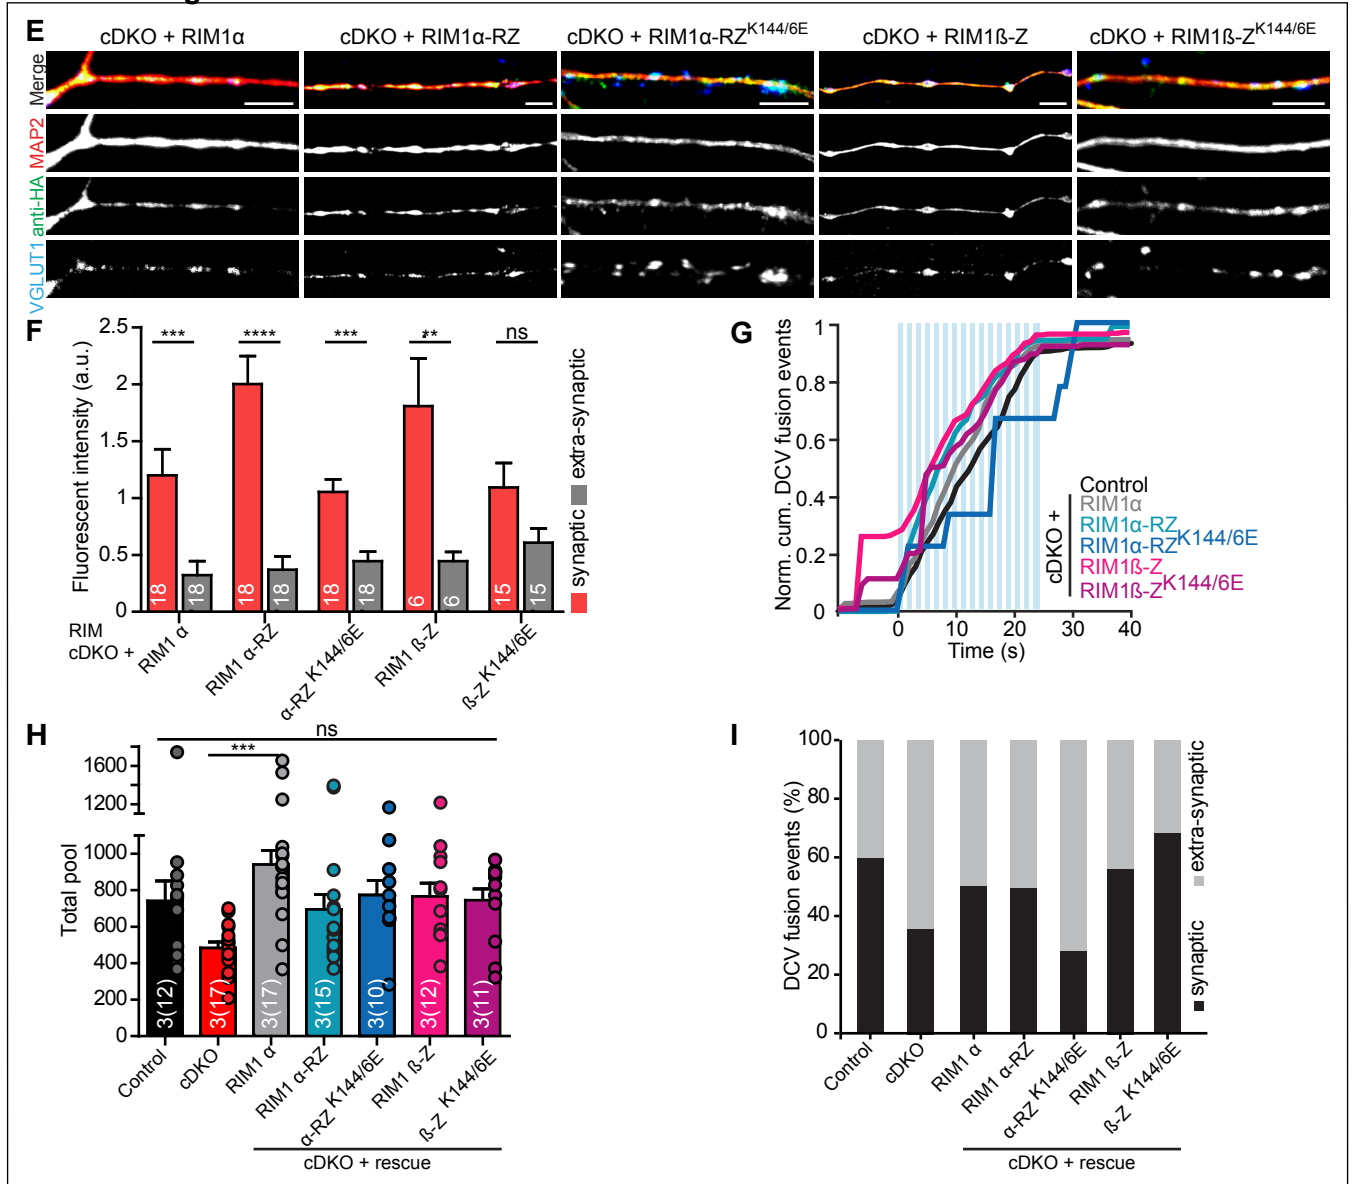 E
cDKO + RIM1α
cDKO + RIM1α-RZ
cDKO + RIM1α-RZK144/6E
cDKO + RIM1ß-Z
cDKO + RIM1ß-ZK144/6E
Merge
MAP2
anti-HA
VGLUT1
F
Fluorescent intensity (a.u.)
2.5
2
1.5
1
0.5
0
***
****
***
**
ns
18
18
18
18
18
18
6
6
15
15
synaptic
extra-synaptic
RIM
cDKO +
RIM1 α
RIM1 α-RZ
α-RZ K144/6E
RIM1 ß-Z
ß-Z K144/6E
G
Norm. cum. DCV fusion events
1
0.8
0.6
0.4
0.2
0
0
10
20
30
40
Time (s)
Control
cDKO +
RIM1α
RIM1α-RZ
RIM1α-RZK144/6E
RIM1ß-Z
RIM1ß-ZK144/6E
H
ns
***
Total pool
1600
1200
1000
800
600
400
200
0
3(12)
3(17)
3(17)
3(15)
3(10)
3(12)
3(11)
Control
cDKO
RIM1 α
RIM1 α-RZ
α-RZ K144/6E
RIM1 ß-Z
ß-Z K144/6E
cDKO + rescue
I
DCV fusion events (%)
100
80
60
40
20
0
synaptic
extra-synaptic
Control
cDKO
RIM1 α
RIM1 α-RZ
α-RZ K144/6E
RIM1 ß-Z
ß-Z K144/6E
cDKO + rescue